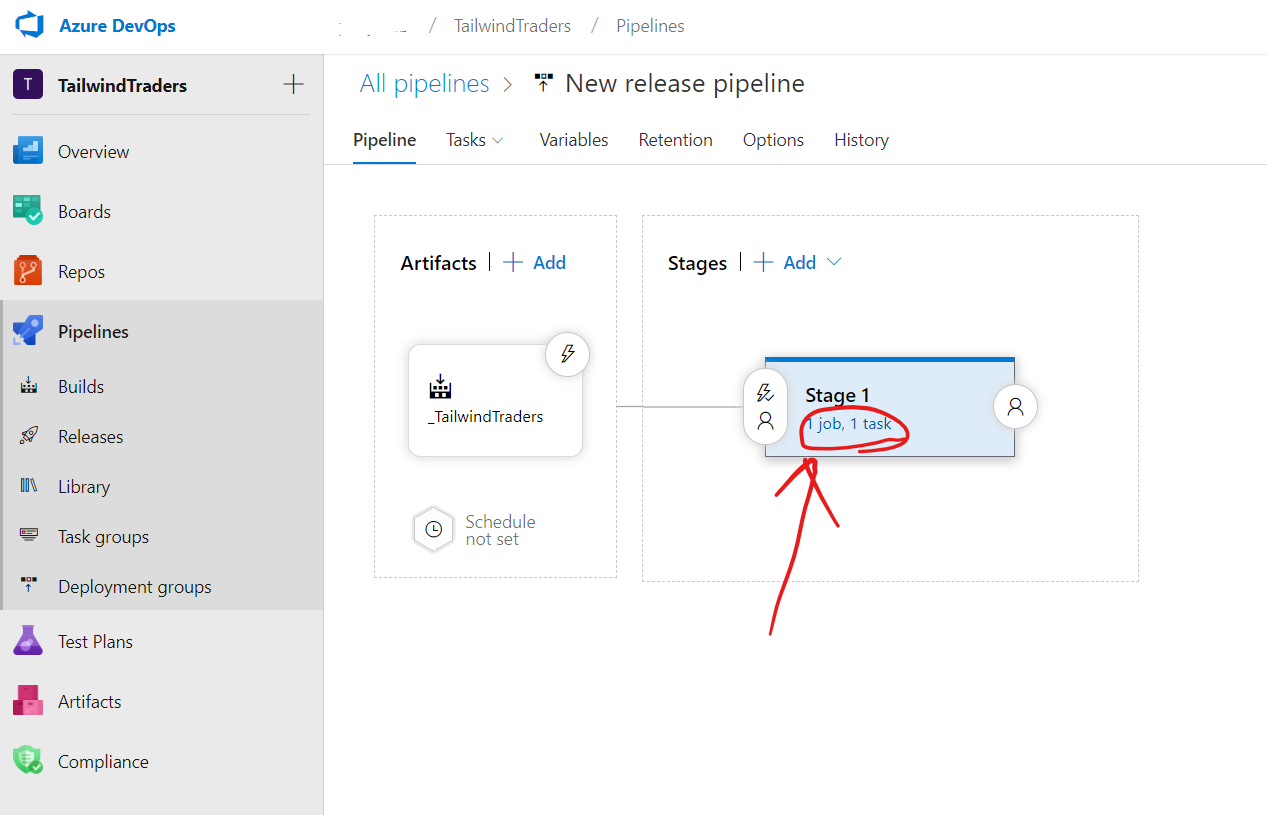 Azure DevOps
/ TailwindTraders / Pipelines
T TailwindTraders
Overview
Boards
Repos
Pipelines
Builds
Releases
Library
Task groups
Deployment groups
Test Plans
Artifacts
Compliance
All pipelines > New release pipeline
Pipeline Tasks Variables Retention Options History
Artifacts | + Add
_TailwindTraders
Schedule
not set
Stages | + Add
Stage 1
1 job, 1 task